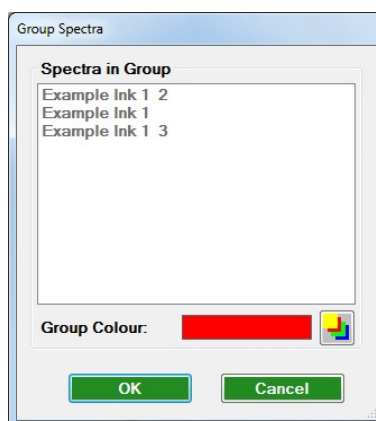 Group Spectra
Spectra in Group
Example Ink 1  2
Example Ink 1
Example Ink 1  3
Group Colour:
OK
Cancel